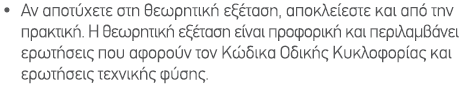 • Αν αποτύχετε στη θεωρητική εξέταση, αποκλείεστε και από την
πρακτική. Η θεωρητική εξέταση είναι προφορική και περιλαμβάνει
ερωτήσεις που αφορούν τον Κώδικα Οδικής Κυκλοφορίας και
ερωτήσεις τεχνικής φύσης.